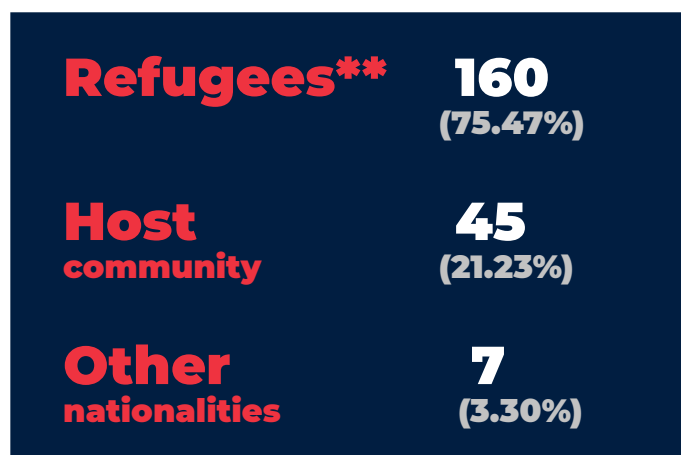 Refugees** 160
(75.47%)
Host 45
community (21.23%)
Other 7
nationalities (3.30%)